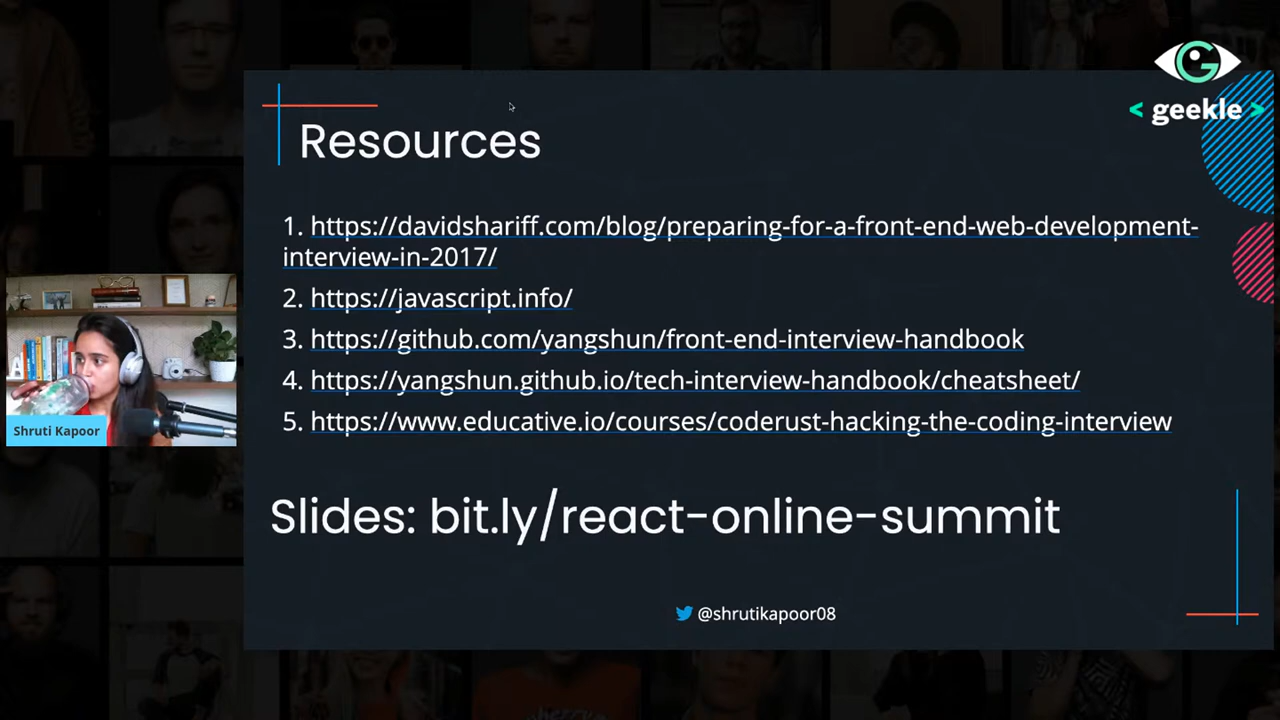 < geekle >
Resources
1. https://davidshariff.com/blog/preparing-for-a-front-end-web-development-
interview-in-2017/
2. https://javascript.info/
3. https://github.com/yangshun/front-end-interview-handbook
4. https://yangshun.github.io/tech-interview-handbook/cheatsheet/
5. https://www.educative.io/courses/coderust-hacking-the-coding-interview
Shruti Kapoor
Slides: bit.ly/react-online-summit
@shrutikapoor08